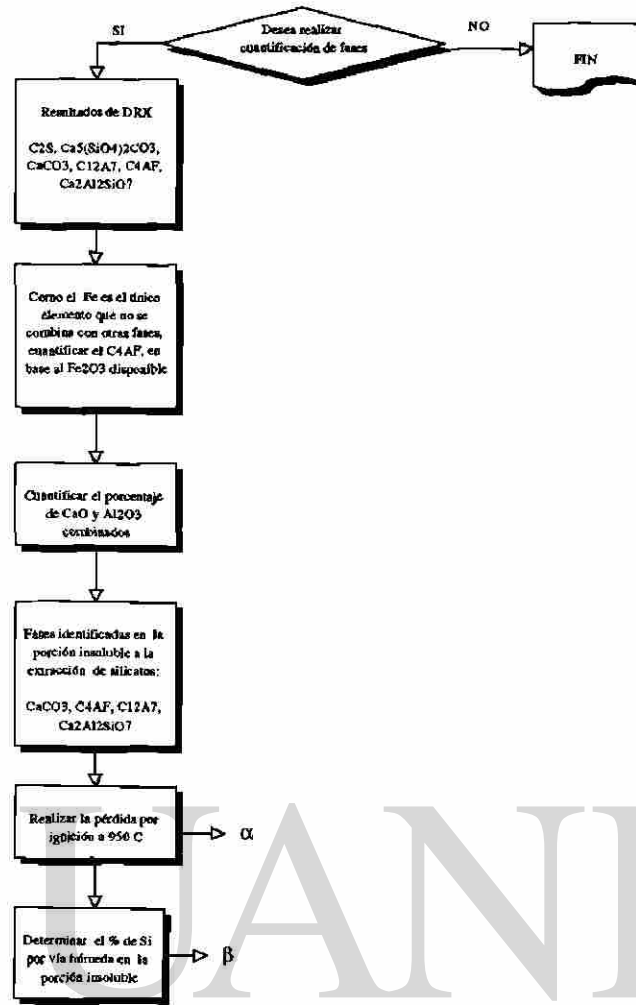 Desea realizar
cuantificación de fases
SI
NO
FIN
Resultados de DRX
C2S, Ca5(SiO4)2CO3,
CaCO3, C12A7, C4AF,
Ca2Al2SiO7
Como el Fe es el único
elemento que no se
combina con otras fases,
cuantificar el C4AF, en
base al Fe2O3 disponible
Cuantificar el porcentaje
de CaO y Al2O3
combinados
Fases identificadas en la
porción insoluble a la
extracción de silicatos:
CaCO3, C4AF, C12A7,
Ca2Al2SiO7
Realizar la pérdida por
ignición a 950 C
α
Determinar el % de Si
por vía húmeda en la
porción insoluble
β
UANL